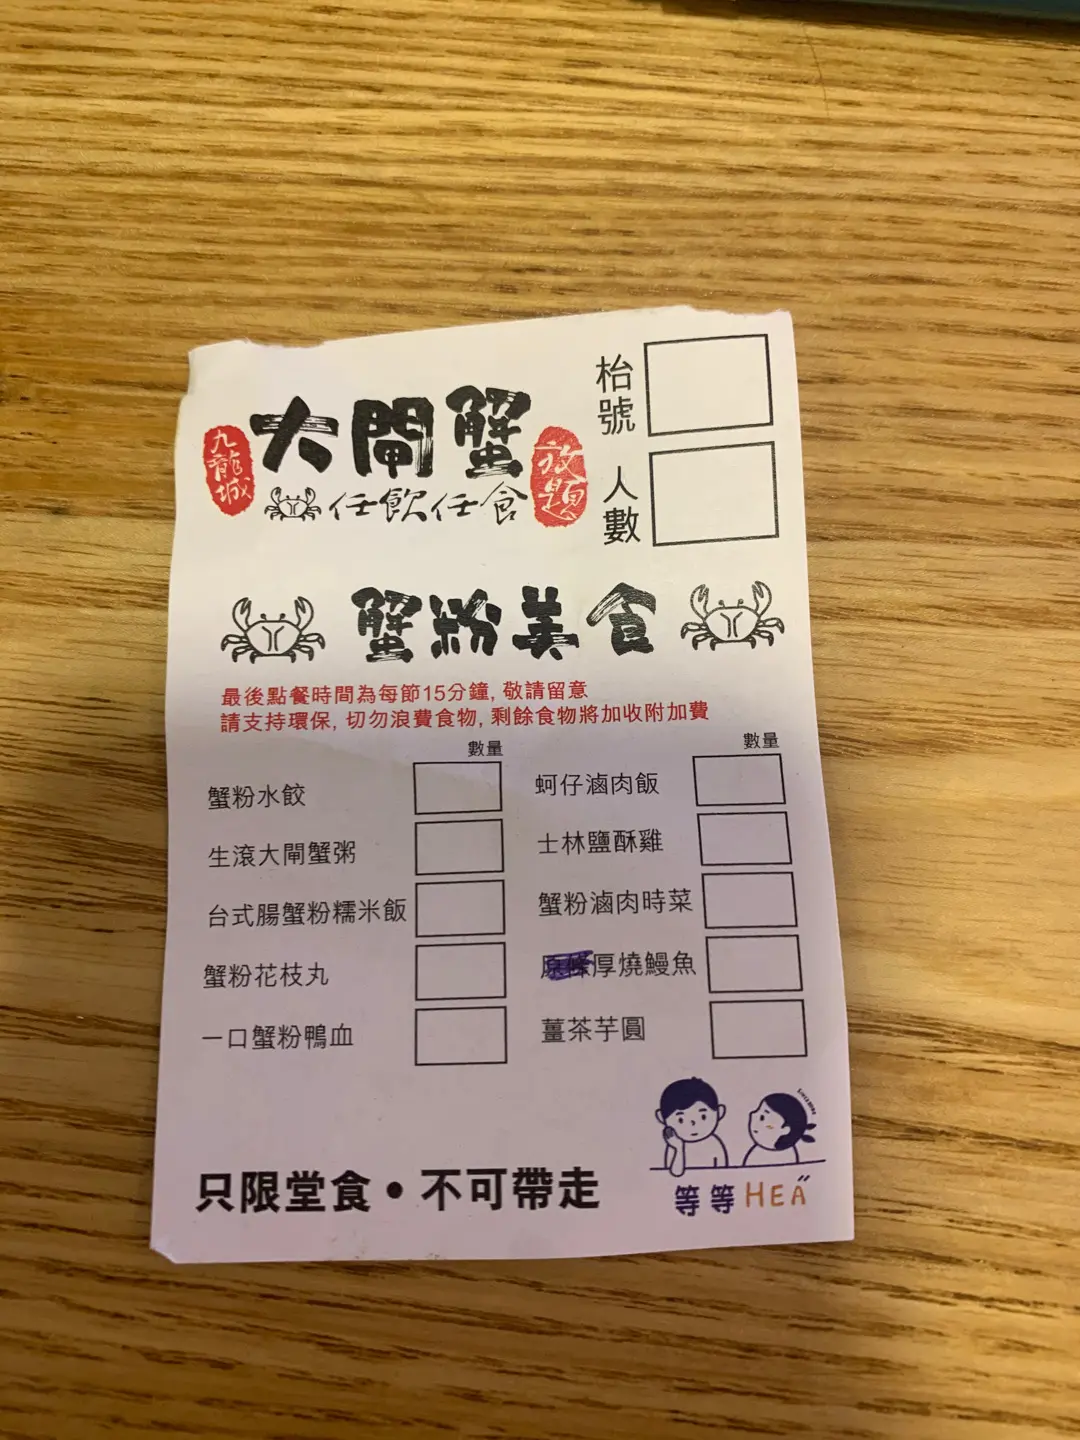 九龍城
大閘蟹
任飲任食
放題
枱號
人數
蟹粉美食
最後點餐時間為每節15分鐘, 敬請留意
請支持環保, 切勿浪費食物, 剩餘食物將加收附加費
數量
蟹粉水餃
生滾大閘蟹粥
台式腸蟹粉糯米飯
蟹粉花枝丸
一口蟹粉鴨血
數量
蚵仔滷肉飯
士林鹽酥雞
蟹粉滷肉時菜
厚燒鰻魚
薑茶芋圓
只限堂食•不可帶走
等等HEA